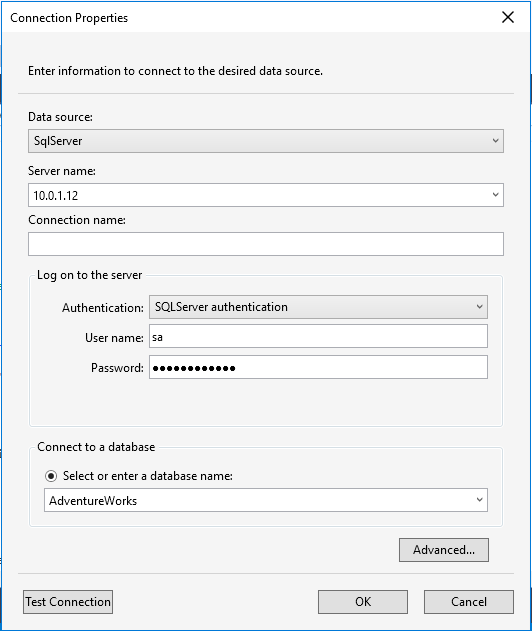 Connection Properties
Enter information to connect to the desired data source.
Data source:
SqlServer
Server name:
10.0.1.12
Connection name:
Log on to the server
Authentication: SQLServer authentication
User name: sa
Password: ●●●●●●●●●●●●
Connect to a database
Select or enter a database name:
AdventureWorks
Advanced...
Test Connection OK Cancel